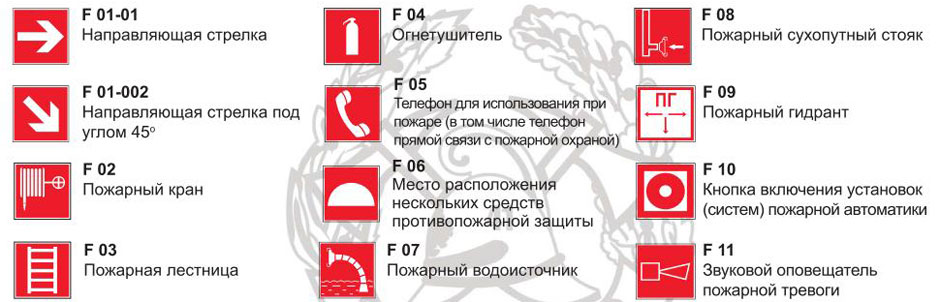 F 01-01
Направляющая стрелка
F 01-002
Направляющая стрелка под
углом 45º
F 02
Пожарный кран
F 03
Пожарная лестница
F 04
Огнетушитель
F 05
Телефон для использования при
пожаре (в том числе телефон
прямой связи с пожарной охраной)
F 06
Место расположения
нескольких средств
противопожарной защиты
F 07
Пожарный водоисточник
F 08
Пожарный сухопутный стояк
ПГ
F 09
Пожарный гидрант
F 10
Кнопка включения установок
(систем) пожарной автоматики
F 11
Звуковой оповещатель
пожарной тревоги